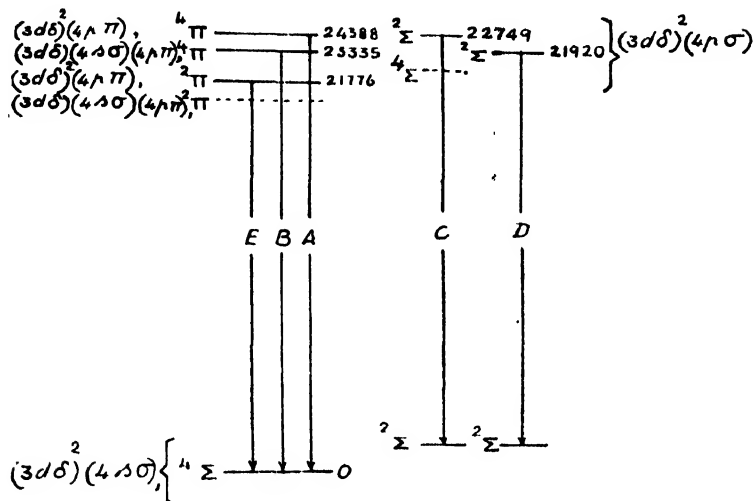 (3dδ)²(4pπ), ⁴Π 24388
(3dδ)(4sσ)(4pπ), ⁴Π 23335
(3dδ)²(4pπ), ²Π 21776
(3dδ)(4sσ)(4pπ), ²Π
²Σ 22749
²Σ 21920
⁴Σ
}(3dδ)²(4pσ)
E B A C D
²Σ ²Σ
(3dδ)²(4sσ), { ⁴Σ 0